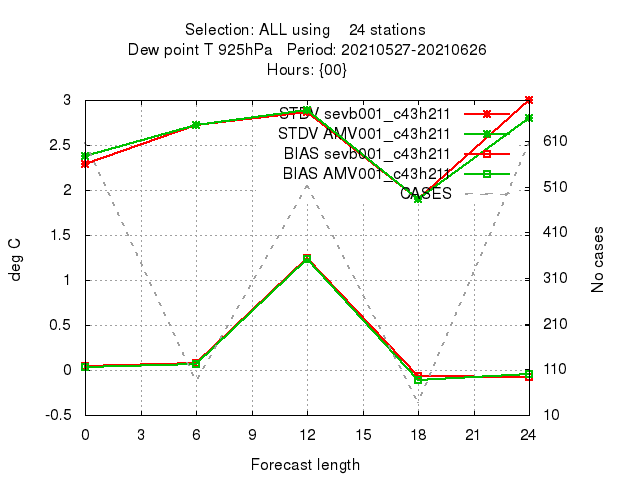 Selection: ALL using 24 stations
Dew point T 925hPa Period: 20210527-20210626
Hours: {00}
STDV sevb001_c43h211
STDV AMV001_c43h211
BIAS sevb001_c43h211
BIAS AMV001_c43h211
CASES
3
2.5
2
1.5
1
0.5
0
-0.5
deg C
610
510
410
310
210
110
10
No cases
0 3 6 9 12 15 18 21 24
Forecast length